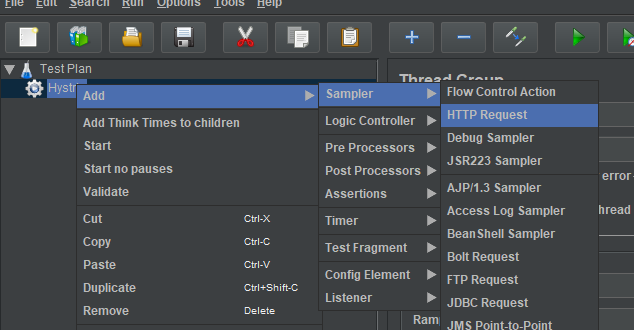 File Edit Search Run Options Tools Help
Test Plan
Thread Group
Add
Add Think Times to children
Start
Start no pauses
Validate
Cut Ctrl-X
Copy Ctrl-C
Paste Ctrl-V
Duplicate Ctrl+Shift-C
Remove Delete
Sampler
Logic Controller
Pre Processors
Post Processors
Assertions
Timer
Test Fragment
Config Element
Listener
Flow Control Action
HTTP Request
Debug Sampler
JSR223 Sampler
AJP/1.3 Sampler
Access Log Sampler
BeanShell Sampler
Bolt Request
FTP Request
JDBC Request
JMS Point-to-Point
error
hread
Ramp